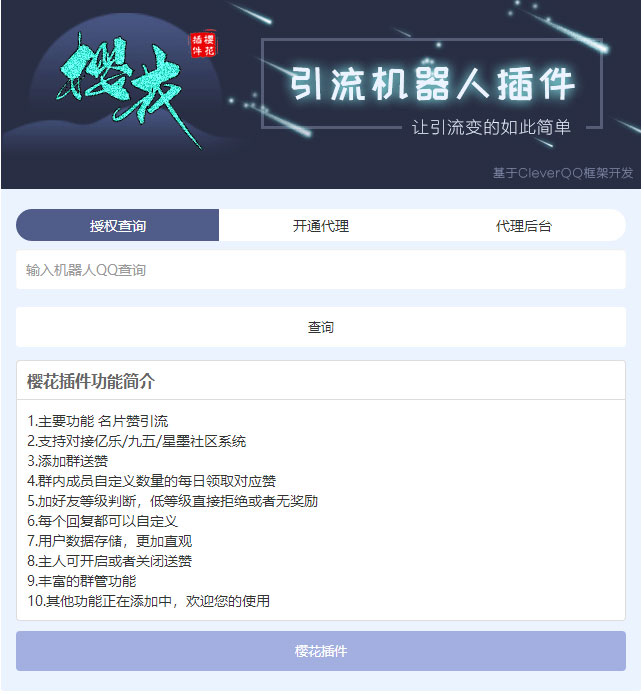 樱花
樱花插件
引流机器人插件
让引流变的如此简单
基于CleverQQ框架开发
授权查询
开通代理
代理后台
输入机器人QQ查询
查询
樱花插件功能简介
1.主要功能 名片赞引流
2.支持对接亿乐/九五/星墨社区系统
3.添加群送赞
4.群内成员自定义数量的每日领取对应赞
5.加好友等级判断，低等级直接拒绝或者无奖励
6.每个回复都可以自定义
7.用户数据存储，更加直观
8.主人可开启或者关闭送赞
9.丰富的群管功能
10.其他功能正在添加中，欢迎您的使用
樱花插件